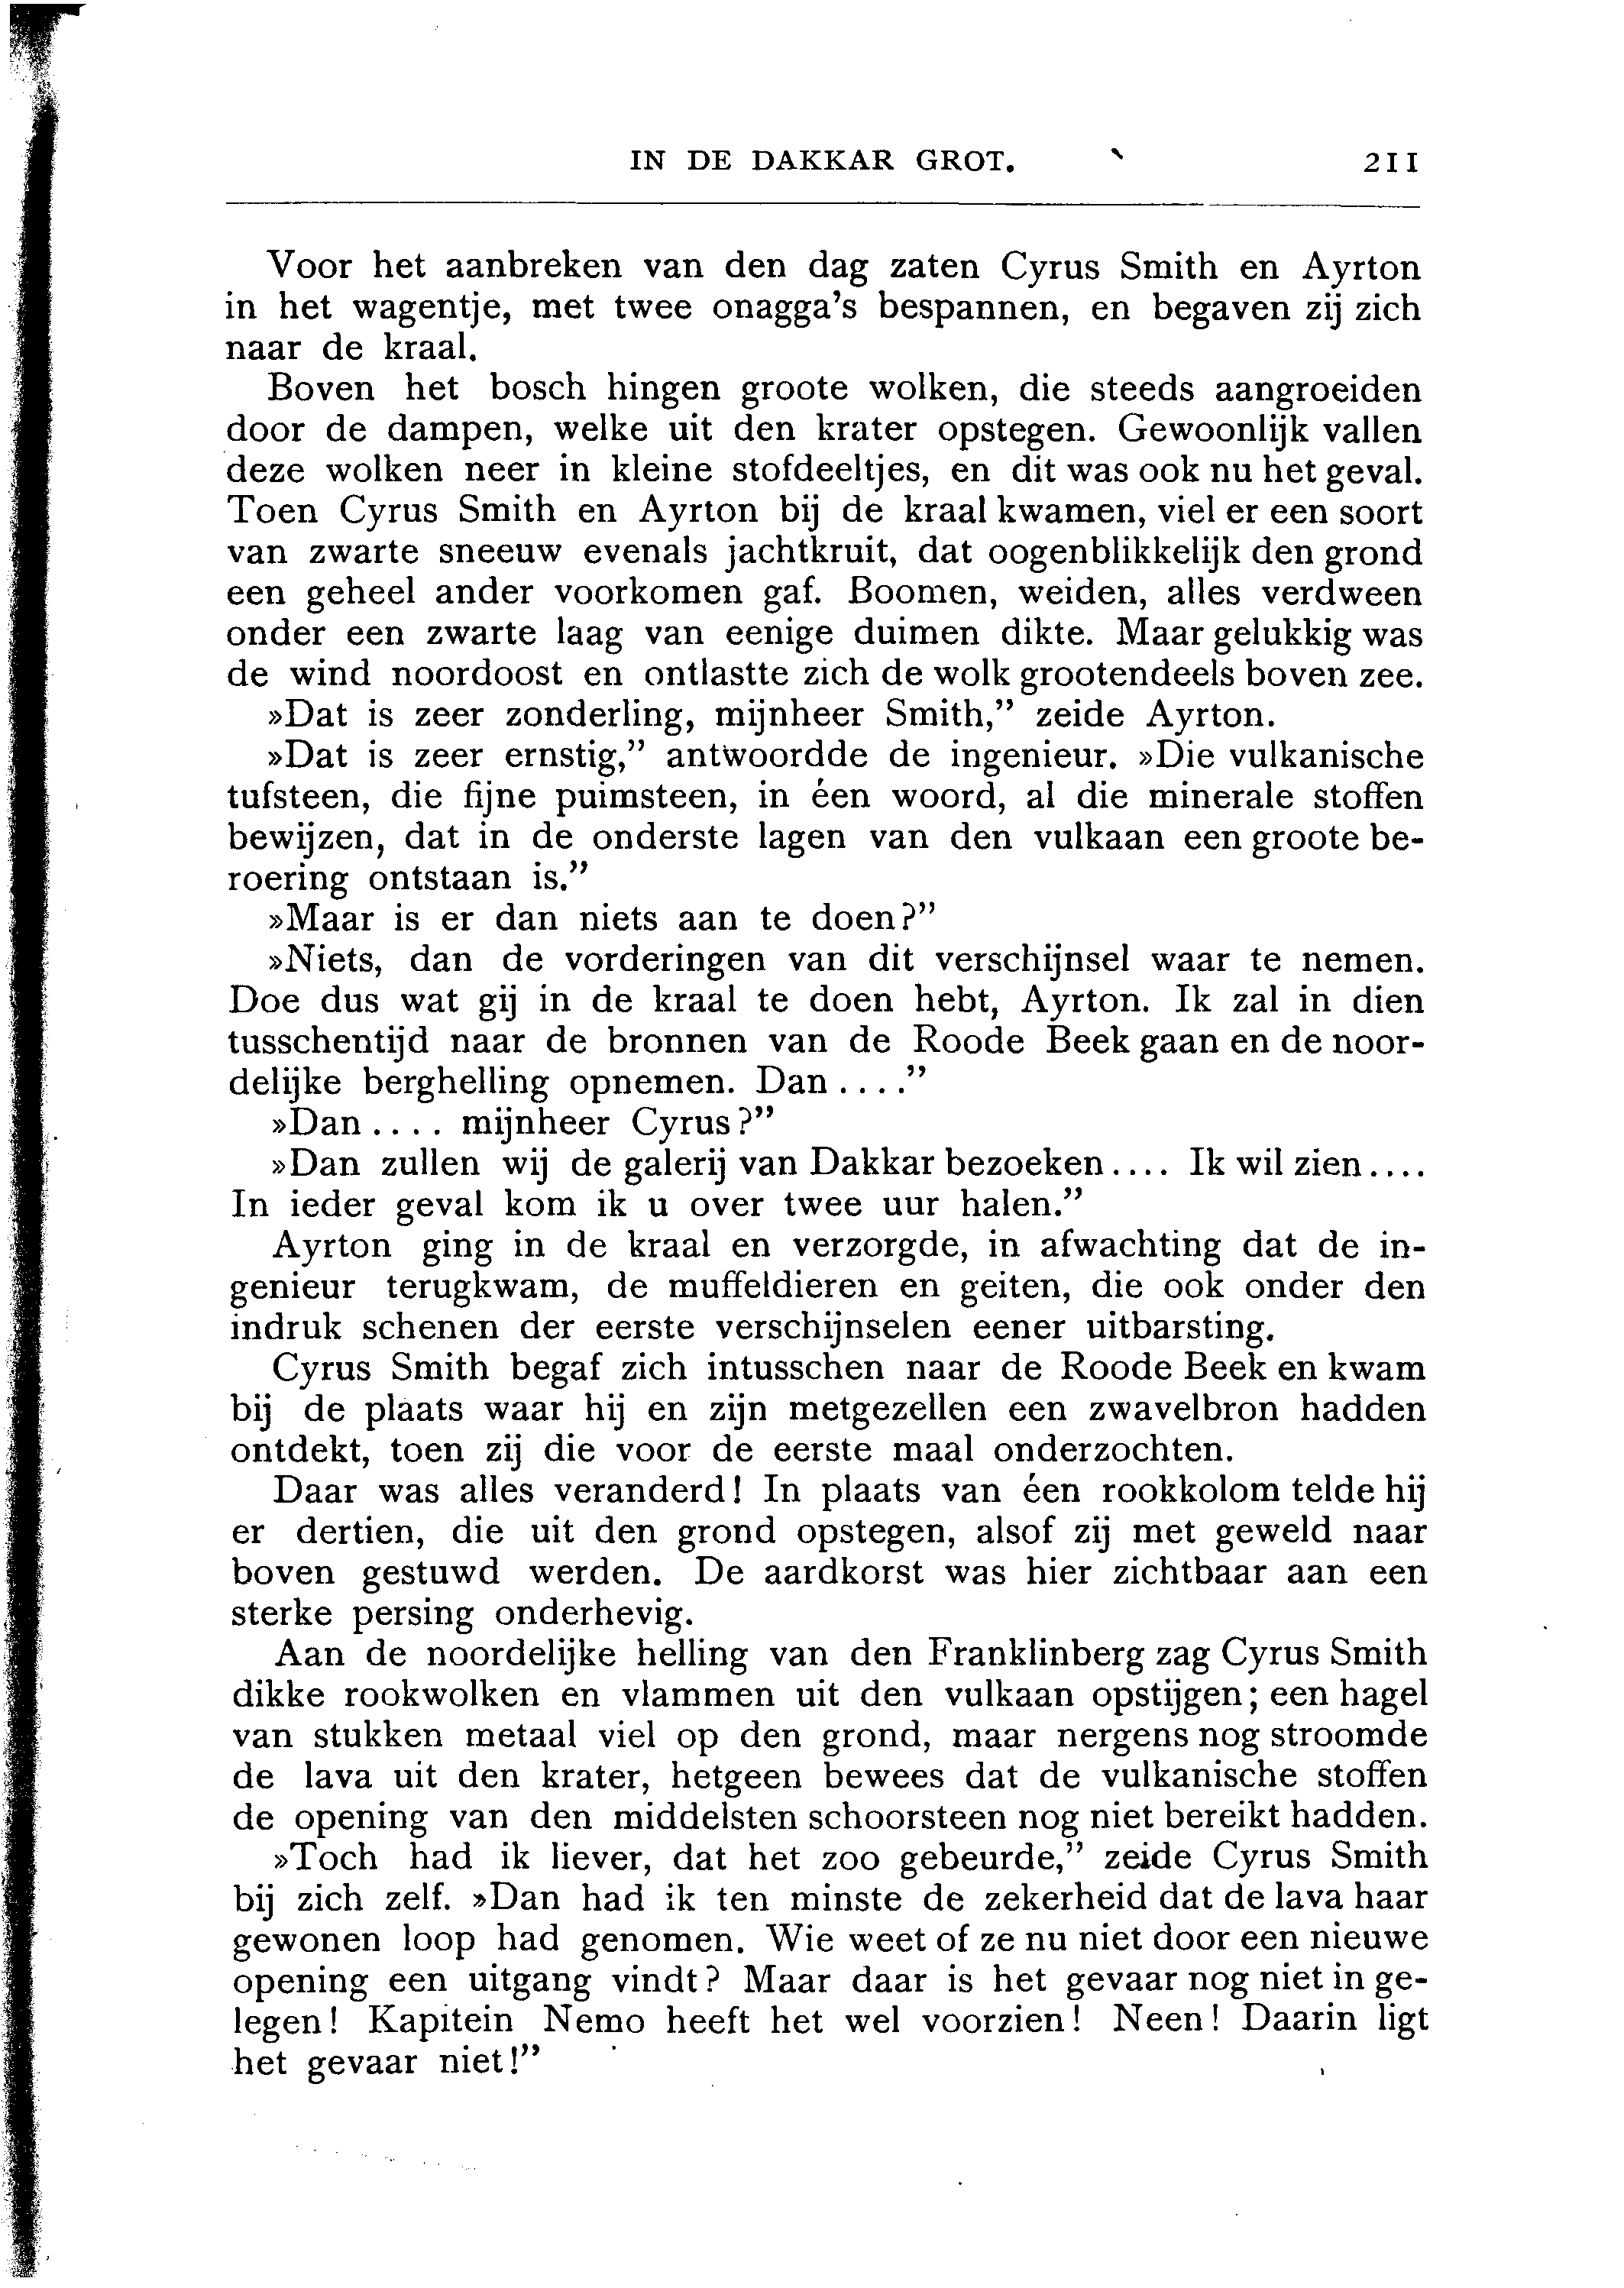 IN DE DAKKAR GROT. 211
Voor het aanbreken van den dag zaten Cyrus Smith en Ayrton
in het wagentje, met twee onagga's bespannen, en begaven zij zich
naar de kraal.
Boven het bosch hingen groote wolken, die steeds aangroeiden
door de dampen, welke uit den krater opstegen. Gewoonlijk vallen
deze wolken neer in kleine stofdeeltjes, en dit was ook nu het geval.
Toen Cyrus Smith en Ayrton bij de kraal kwamen, viel er een soort
van zwarte sneeuw evenals jachtkruit, dat oogenblikkelijk den grond
een geheel ander voorkomen gaf. Boomen, weiden, alles verdween
onder een zwarte laag van eenige duimen dikte. Maar gelukkig was
de wind noordoost en ontlastte zich de wolk grootendeels boven zee.
»Dat is zeer zonderling, mijnheer Smith,” zeide Ayrton.
»Dat is zeer ernstig,” antwoordde de ingenieur. »Die vulkanische
tufsteen, die fijne puimsteen, in één woord, al die minerale stoffen
bewijzen, dat in de onderste lagen van den vulkaan een groote be-
roering ontstaan is.”
»Maar is er dan niets aan te doen?”
»Niets, dan de vorderingen van dit verschijnsel waar te nemen.
Doe dus wat gij in de kraal te doen hebt, Ayrton. Ik zal in dien
tusschentijd naar de bronnen van de Roode Beek gaan en de noor-
delijke berghelling opnemen. Dan ....”
»Dan .... mijnheer Cyrus?”
»Dan zullen wij de galerij van Dakkar bezoeken.... Ik wil zien....
In ieder geval kom ik u over twee uur halen.”
Ayrton ging in de kraal en verzorgde, in afwachting dat de in-
genieur terugkwam, de muffeldieren en geiten, die ook onder den
indruk schenen der eerste verschijnselen eener uitbarsting.
Cyrus Smith begaf zich intusschen naar de Roode Beek en kwam
bij de plaats waar hij en zijn metgezellen een zwavelbron hadden
ontdekt, toen zij die voor de eerste maal onderzochten.
Daar was alles veranderd! In plaats van éen rookkolom telde hij
er dertien, die uit den grond opstegen, alsof zij met geweld naar
boven gestuwd werden. De aardkorst was hier zichtbaar aan een
sterke persing onderhevig.
Aan de noordelijke helling van den Franklinberg zag Cyrus Smith
dikke rookwolken en vlammen uit den vulkaan opstijgen; een hagel
van stukken metaal viel op den grond, maar nergens nog stroomde
de lava uit den krater, hetgeen bewees dat de vulkanische stoffen
de opening van den middelsten schoorsteen nog niet bereikt hadden.
»Toch had ik liever, dat het zoo gebeurde,” zeide Cyrus Smith
bij zich zelf. »Dan had ik ten minste de zekerheid dat de lava haar
gewonen loop had genomen. Wie weet of ze nu niet door een nieuwe
opening een uitgang vindt? Maar daar is het gevaar nog niet in ge-
legen! Kapitein Nemo heeft het wel voorzien! Neen! Daarin ligt
het gevaar niet!”